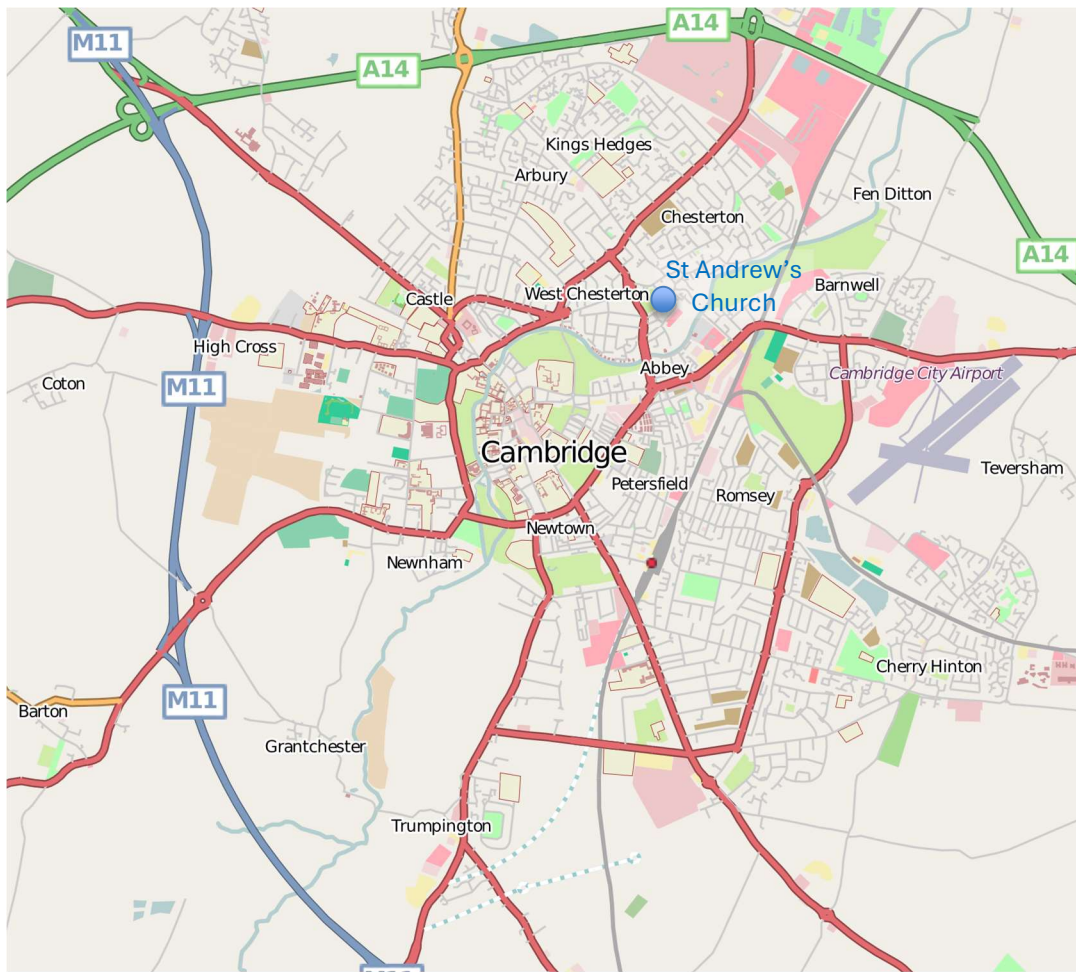 M11
A14
A14
Kings Hedges
Arbury
Fen Ditton
Chesterton
A14
St Andrew's
Church
West Chesterton
Castle
Barnwell
High Cross
Abbey
Cambridge City Airport
Coton
M11
Cambridge
Teversham
Petersfield
Romsey
Newtown
Newnham
Cherry Hinton
M11
Barton
Grantchester
Trumpington